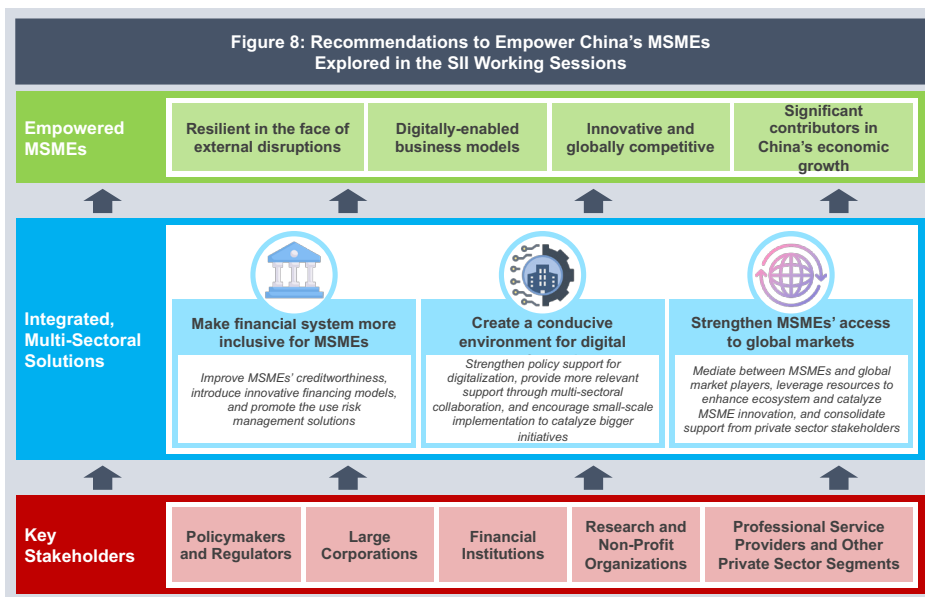 Figure 8: Recommendations to Empower China's MSMEs
Explored in the SII Working Sessions
Empowered
MSMEs
Resilient in the face of
external disruptions
Digitally-enabled
business models
Innovative and
globally competitive
Significant
contributors in
China's economic
growth
Integrated,
Multi-Sectoral
Solutions
Make financial system more
inclusive for MSMEs
Improve MSMEs' creditworthiness,
introduce innovative financing models,
and promote the use risk
management solutions
Create a conducive
environment for digital
Strengthen policy support for
digitalization, provide more relevant
support through multi-sectoral
collaboration, and encourage small-scale
implementation to catalyze bigger
initiatives
Strengthen MSMEs' access
to global markets
Mediate between MSMEs and global
market players, leverage resources to
enhance ecosystem and catalyze
MSME innovation, and consolidate
support from private sector stakeholders
Key
Stakeholders
Policymakers
and Regulators
Large
Corporations
Financial
Institutions
Research and
Non-Profit
Organizations
Professional Service
Providers and Other
Private Sector Segments